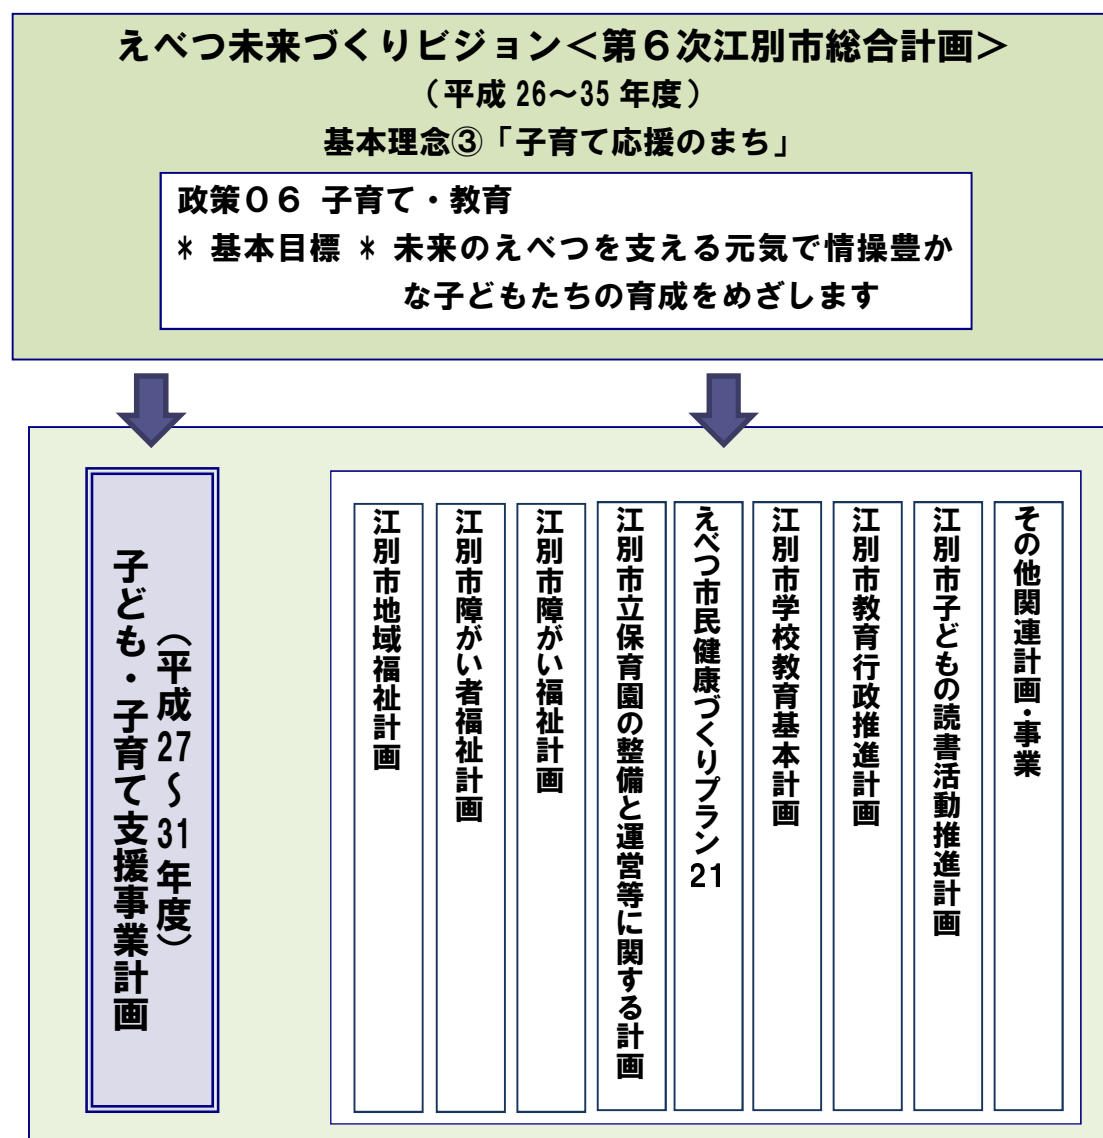 えべつ未来づくりビジョン＜第６次江別市総合計画＞
（平成 26～35 年度）
基本理念③「子育て応援のまち」
政策０６ 子育て・教育
* 基本目標 * 未来のえべつを支える元気で情操豊か
な子どもたちの育成をめざします
子ども・子育て支援事業計画
（平成27～31年度）
江別市地域福祉計画
江別市障がい者福祉計画
江別市障がい福祉計画
江別市立保育園の整備と運営等に関する計画
えべつ市民健康づくりプラン21
江別市学校教育基本計画
江別市教育行政推進計画
江別市子どもの読書活動推進計画
その他関連計画・事業